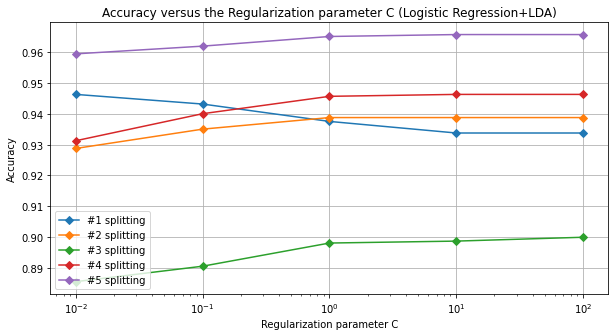 Accuracy versus the Regularization parameter C (Logistic Regression+LDA)
0.96
0.95
0.94
0.93
0.92
0.91
0.90
0.89
Accuracy
#1 splitting
#2 splitting
#3 splitting
#4 splitting
#5 splitting
10⁻² 10⁻¹ 10⁰ 10¹ 10²
Regularization parameter C